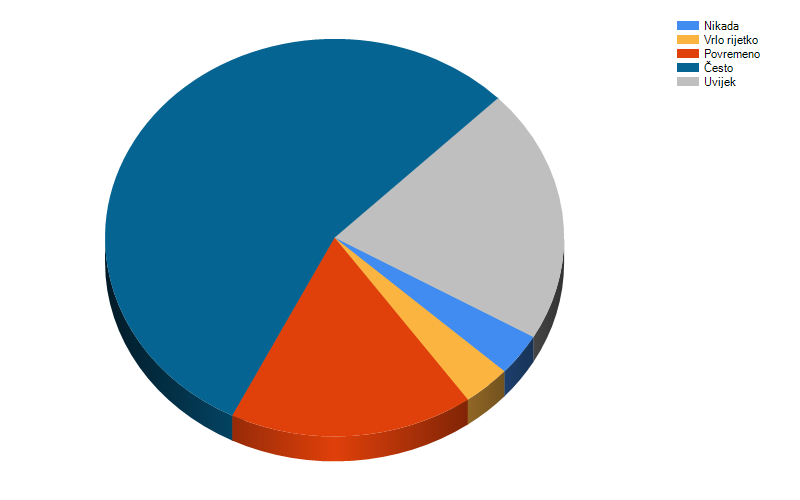 Nikada
Vrlo rijetko
Povremeno
Često
Uvijek